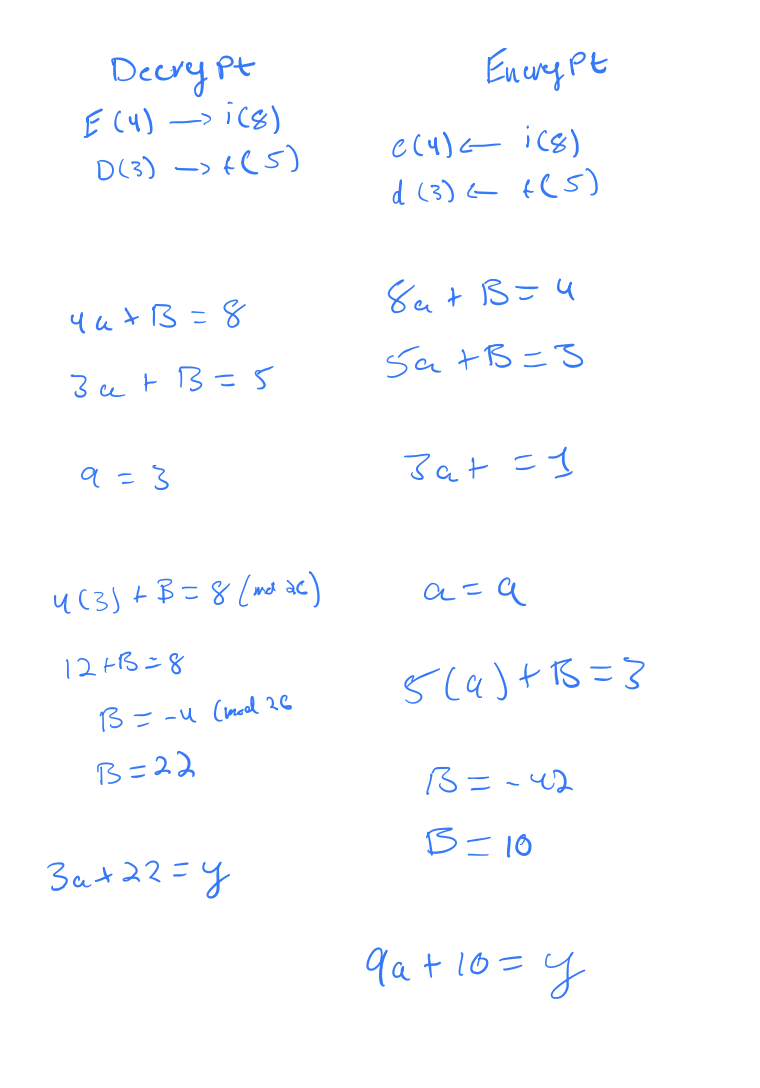 Decrypt
E(4) → i(8)
D(3) → f(5)
4a + B = 8
3a + B = 5
a = 3
4(3) + B = 8 (mod 26)
12 + B = 8
B = -4 (mod 26
B = 22
3a + 22 = y
Encrypt
e(4) ← i(8)
d(3) ← f(5)
8a + B = 4
5a + B = 3
3a + = 1
a = 9
5(9) + B = 3
B = -42
B = 10
9a + 10 = y